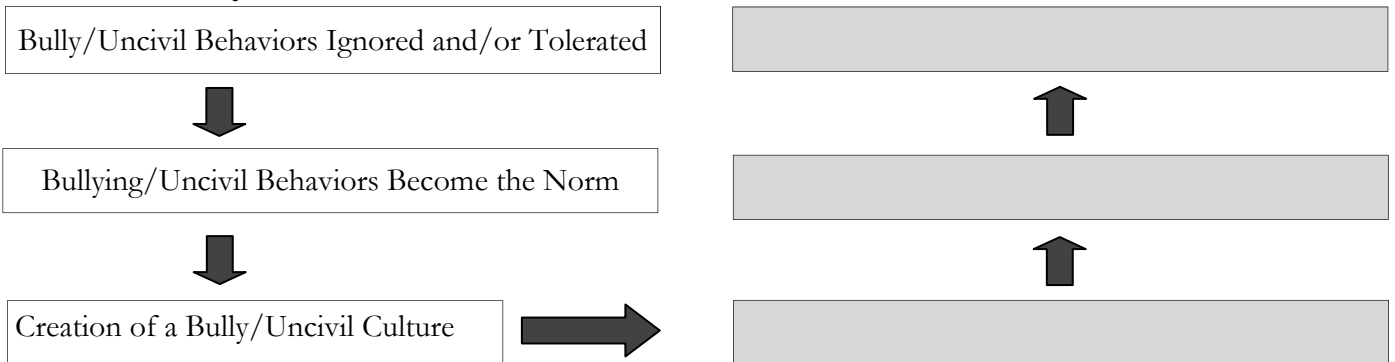 Bully/Uncivil Behaviors Ignored and/or Tolerated
Bullying/Uncivil Behaviors Become the Norm
Creation of a Bully/Uncivil Culture